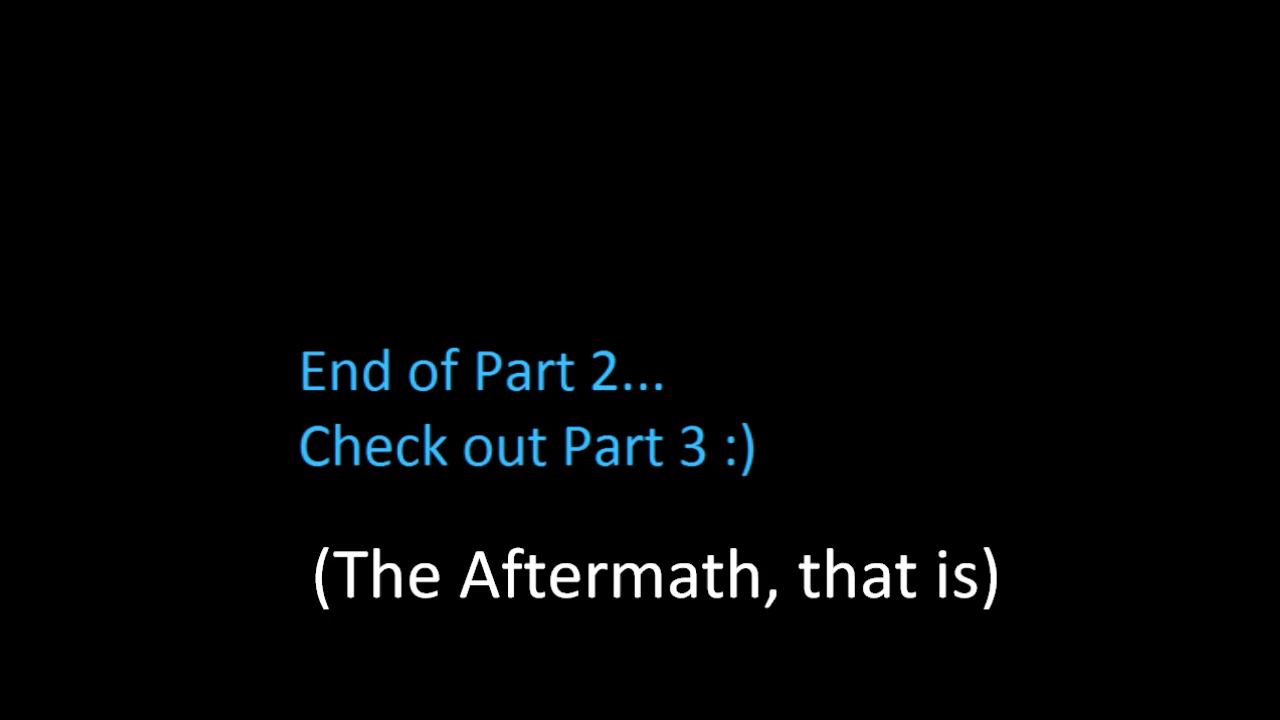 End of Part 2...
Check out Part 3 :)
(The Aftermath, that is)